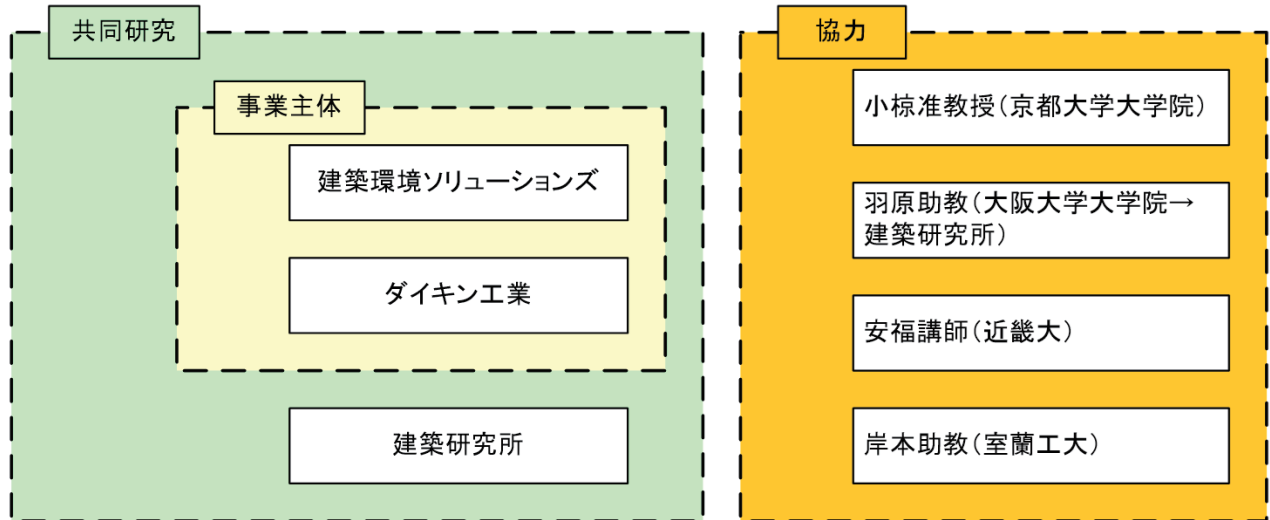 共同研究
事業主体
建築環境ソリューションズ
ダイキン工業
建築研究所
協力
小椋准教授(京都大学大学院)
羽原助教(大阪大学大学院→
建築研究所)
安福講師(近畿大)
岸本助教(室蘭工大)